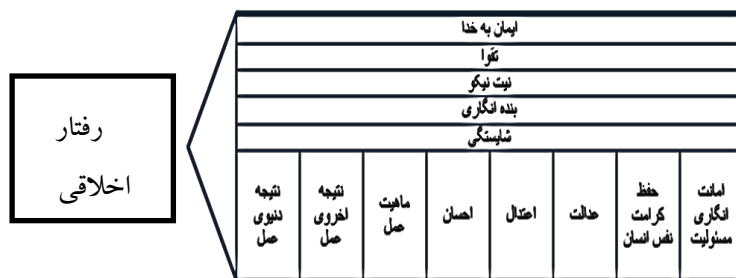 ایمان به خدا
تقوا
نیت نیکو
بنده انگاری
شایستگی
امانت
انگاری
مسئولیت
حفظ
کرامت
نفس انسان
عدالت
اعتدال
احسان
ماهیت
عمل
نتیجه
اخروی
عمل
نتیجه
دنیوی
عمل
رفتار
اخلاقی